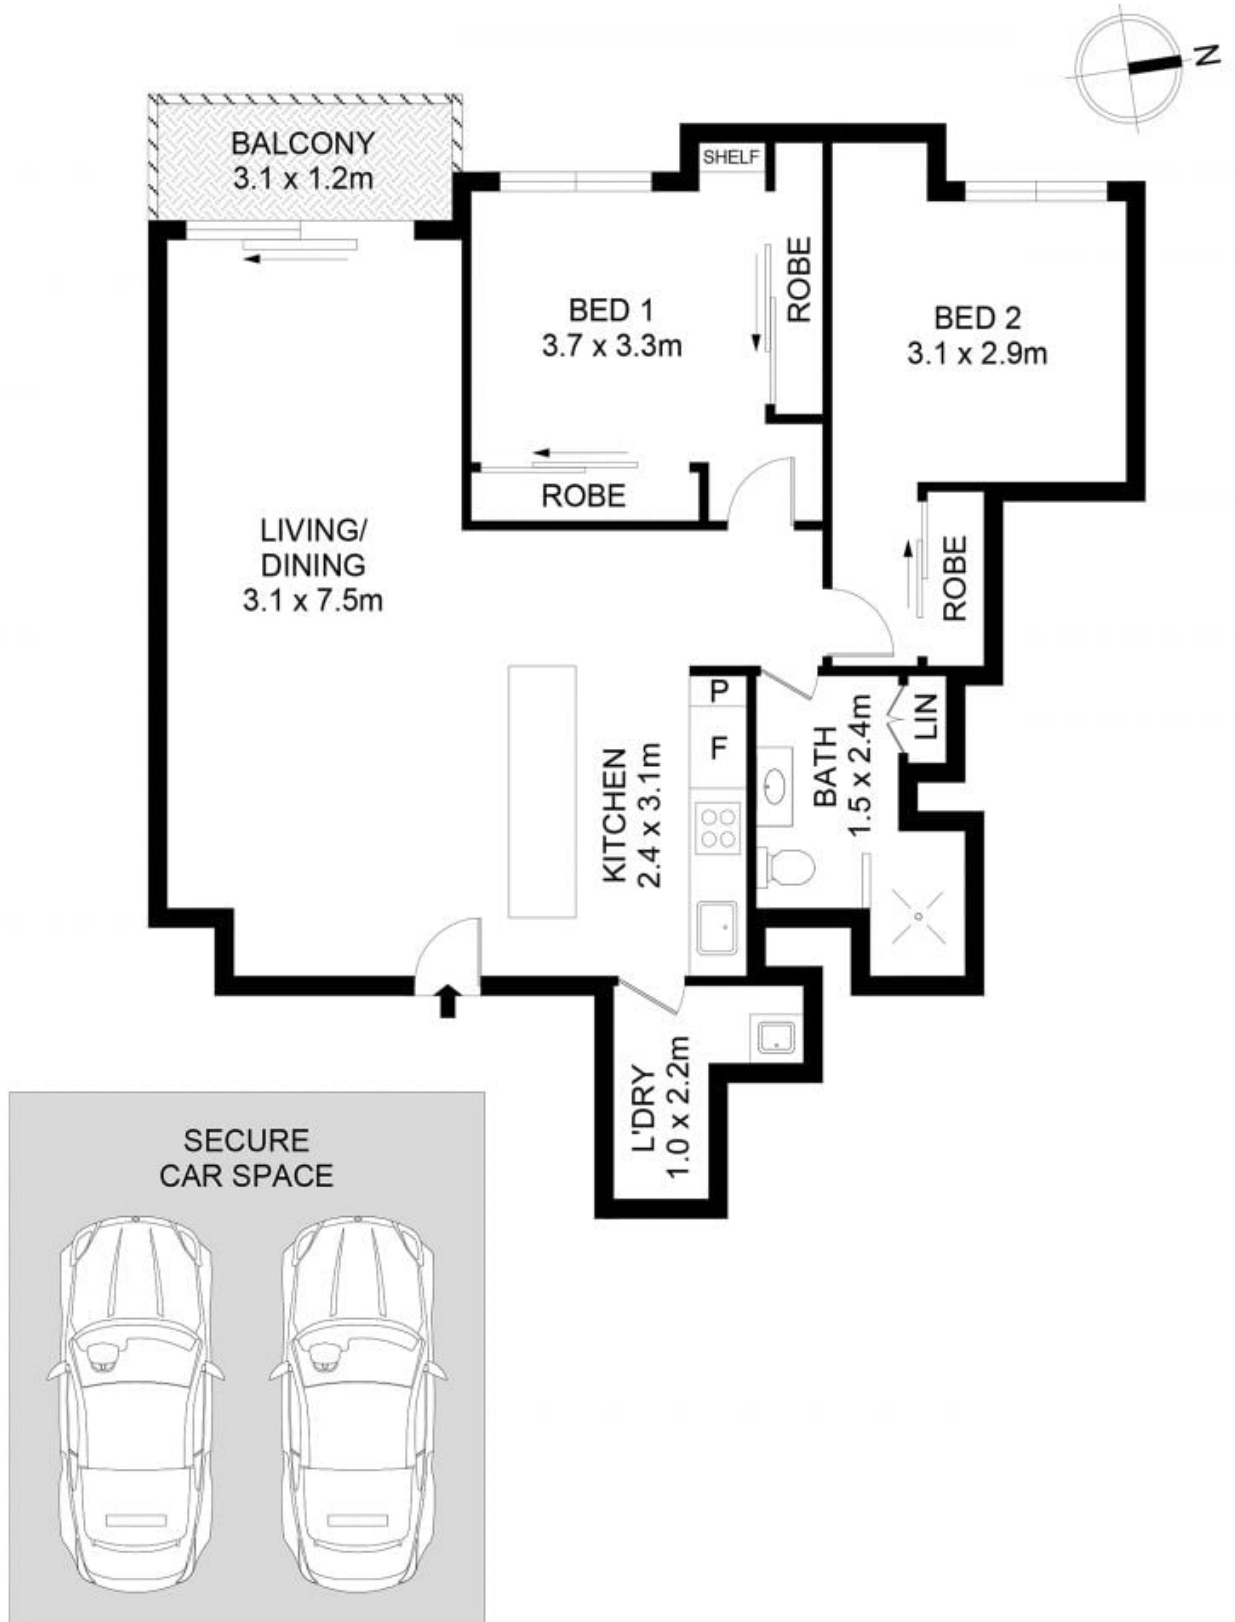 N
BALCONY
3.1 x 1.2m
SHELF
ROBE
BED 1
3.7 x 3.3m
BED 2
3.1 x 2.9m
ROBE
LIVING/
DINING
3.1 x 7.5m
ROBE
P
F
KITCHEN
2.4 x 3.1m
BATH
1.5 x 2.4m
LIN
L'DRY
1.0 x 2.2m
SECURE
CAR SPACE